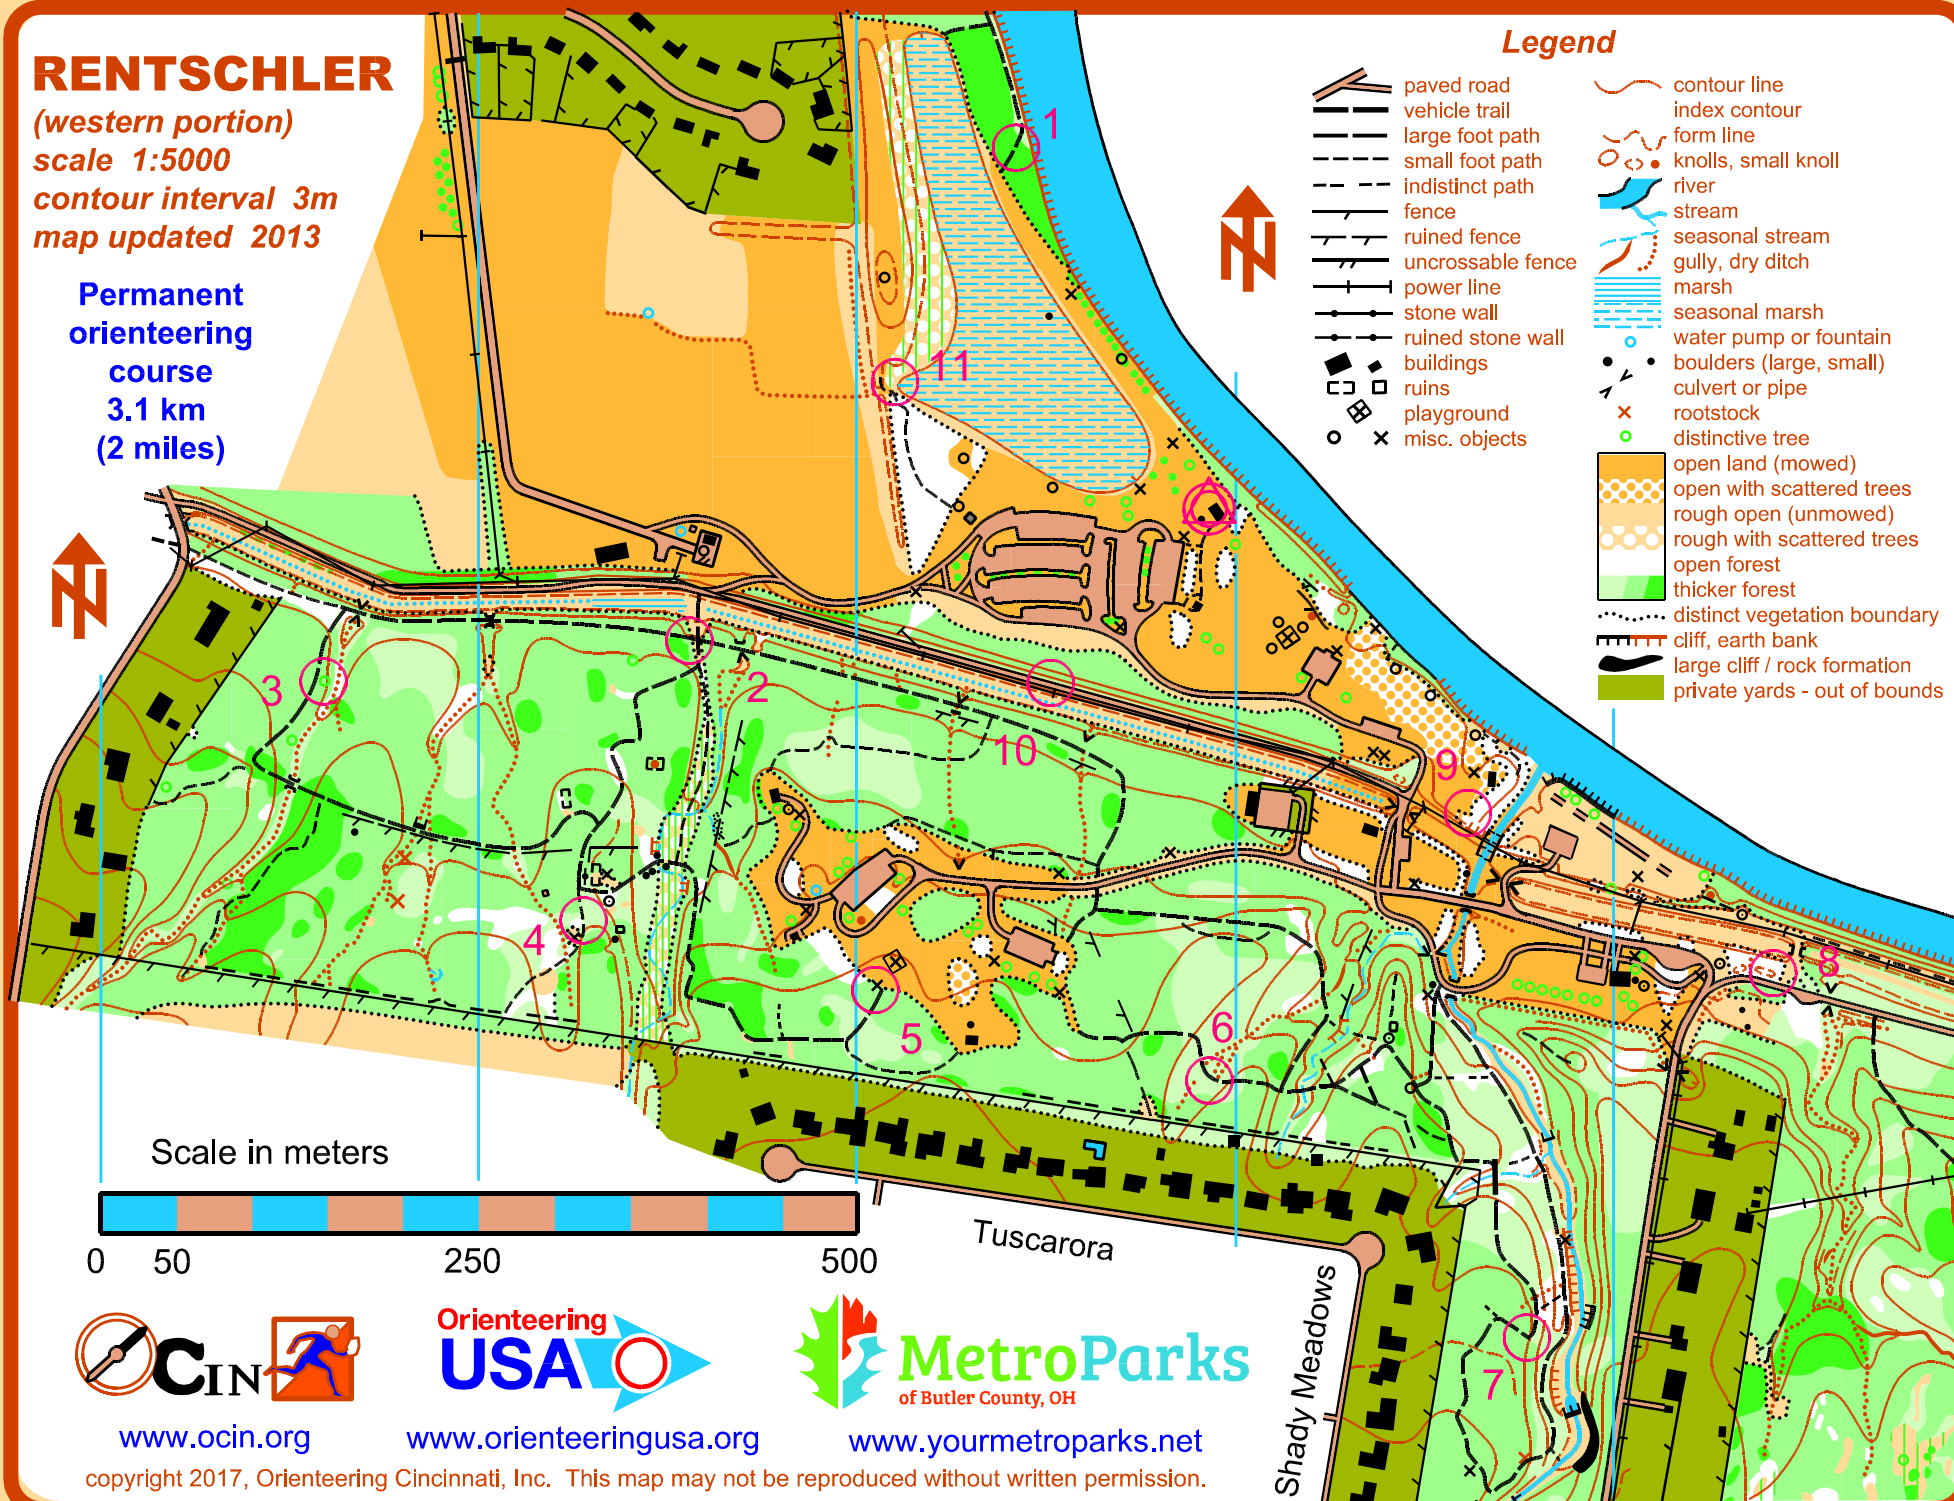 RENTSCHLER
(western portion)
scale 1:5000
contour interval 3m
map updated 2013
Permanent
orienteering
course
3.1 km
(2 miles)
Legend
paved road
vehicle trail
large foot path
small foot path
indistinct path
fence
ruined fence
uncrossable fence
power line
stone wall
ruined stone wall
buildings
ruins
playground
misc. objects
contour line
index contour
form line
knolls, small knoll
river
stream
seasonal stream
gully, dry ditch
marsh
seasonal marsh
water pump or fountain
boulders (large, small)
culvert or pipe
rootstock
distinctive tree
open land (mowed)
open with scattered trees
rough open (unmowed)
rough with scattered trees
open forest
thicker forest
distinct vegetation boundary
cliff, earth bank
large cliff / rock formation
private yards - out of bounds
1
11
3
2
10
9
4
5
6
8
7
N
N
Scale in meters
0 50 250 500
Tuscarora
Shady Meadows
OCIN
Orienteering
USA
MetroParks
of Butler County, OH
www.ocin.org
www.orienteeringusa.org
www.yourmetroparks.net
copyright 2017, Orienteering Cincinnati, Inc. This map may not be reproduced without written permission.